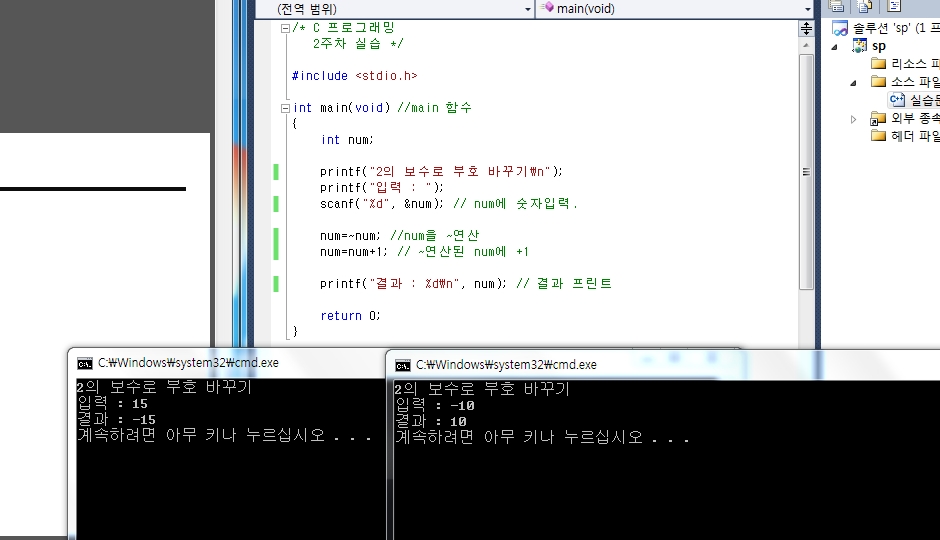 (전역 범위)
main(void)
/* C 프로그래밍
2주차 실습 */
#include <stdio.h>
int main(void) //main 함수
{
int num;
printf("2의 보수로 부호 바꾸기₩n");
printf("입력 : ");
scanf("%d", &num); // num에 숫자입력.
num=~num; //num을 ~연산
num=num+1; // ~연산된 num에 +1
printf("결과 : %d₩n", num); // 결과 프린트
return 0;
}
솔루션 'sp' (1 프
sp
리소스 파
소스 파일
실습문
외부 종속
헤더 파일
C:₩Windows₩system32₩cmd.exe
2의 보수로 부호 바꾸기
입력 : 15
결과 : -15
계속하려면 아무 키나 누르십시오 . . .
C:₩Windows₩system32₩cmd.exe
2의 보수로 부호 바꾸기
입력 : -10
결과 : 10
계속하려면 아무 키나 누르십시오 . . .